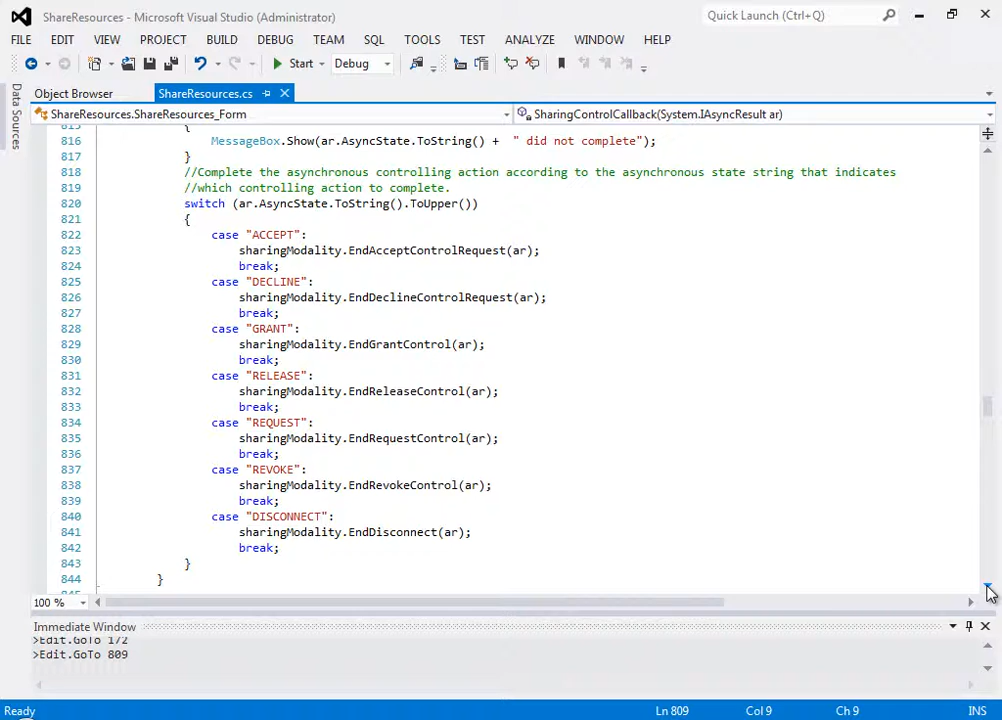 ShareResources - Microsoft Visual Studio (Administrator)
Quick Launch (Ctrl+Q)
FILE EDIT VIEW PROJECT BUILD DEBUG TEAM SQL TOOLS TEST ANALYZE WINDOW HELP
Start Debug
Data Sources
Object Browser ShareResources.cs
ShareResources.ShareResources_Form SharingControlCallback(System.IAsyncResult ar)
815 {
816 MessageBox.Show(ar.AsyncState.ToString() + " did not complete");
817 }
818 //Complete the asynchronous controlling action according to the asynchronous state string that indicates
819 //which controlling action to complete.
820 switch (ar.AsyncState.ToString().ToUpper())
821 {
822 case "ACCEPT":
823 sharingModality.EndAcceptControlRequest(ar);
824 break;
825 case "DECLINE":
826 sharingModality.EndDeclineControlRequest(ar);
827 break;
828 case "GRANT":
829 sharingModality.EndGrantControl(ar);
830 break;
831 case "RELEASE":
832 sharingModality.EndReleaseControl(ar);
833 break;
834 case "REQUEST":
835 sharingModality.EndRequestControl(ar);
836 break;
837 case "REVOKE":
838 sharingModality.EndRevokeControl(ar);
839 break;
840 case "DISCONNECT":
841 sharingModality.EndDisconnect(ar);
842 break;
843 }
844 }
100 %
Immediate Window
>Edit.GoTo 172
>Edit.GoTo 809
Ready Ln 809 Col 9 Ch 9 INS